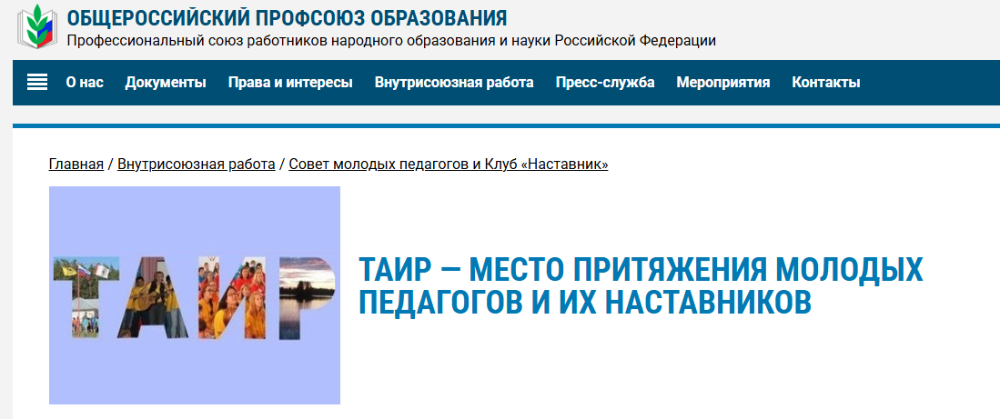 ОБЩЕРОССИЙСКИЙ ПРОФСОЮЗ ОБРАЗОВАНИЯ
Профессиональный союз работников народного образования и науки Российской Федерации
О нас Документы Права и интересы Внутрисоюзная работа Пресс-служба Мероприятия Контакты
Главная / Внутрисоюзная работа / Совет молодых педагогов и Клуб «Наставник»
ТАИР
ТАИР — МЕСТО ПРИТЯЖЕНИЯ МОЛОДЫХ
ПЕДАГОГОВ И ИХ НАСТАВНИКОВ